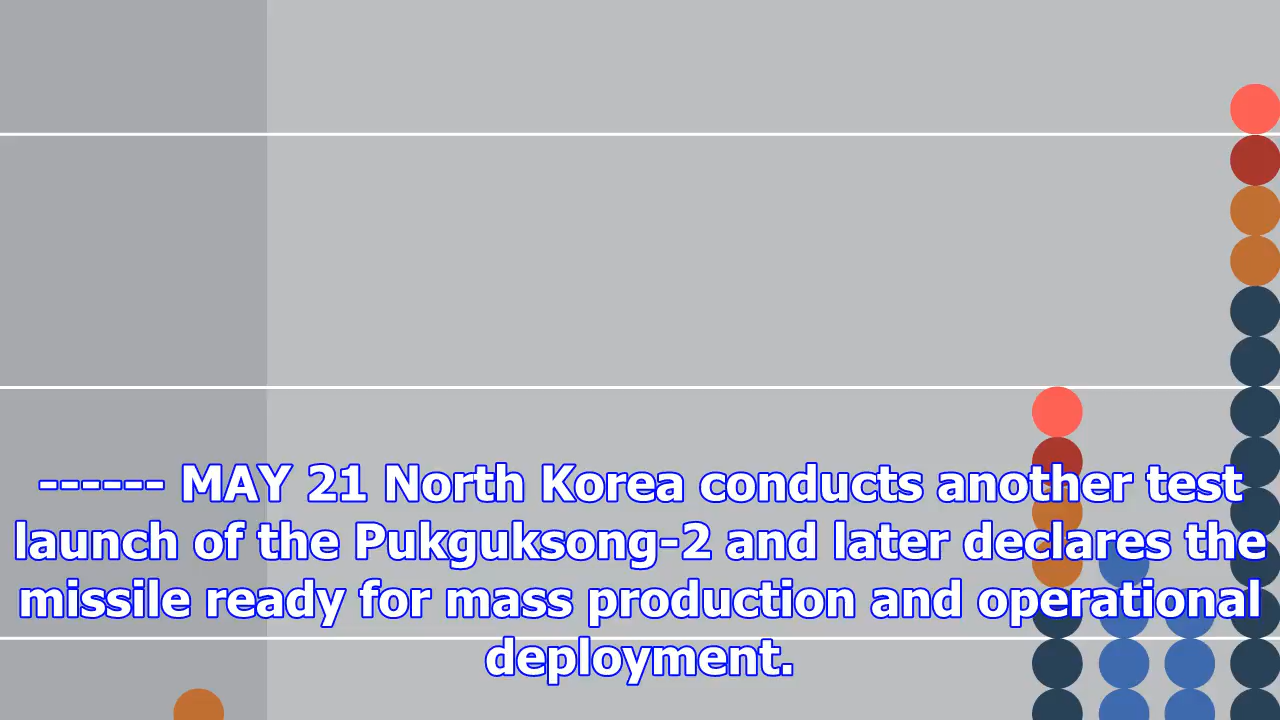 ------ MAY 21 North Korea conducts another test
launch of the Pukguksong-2 and later declares the
missile ready for mass production and operational
deployment.